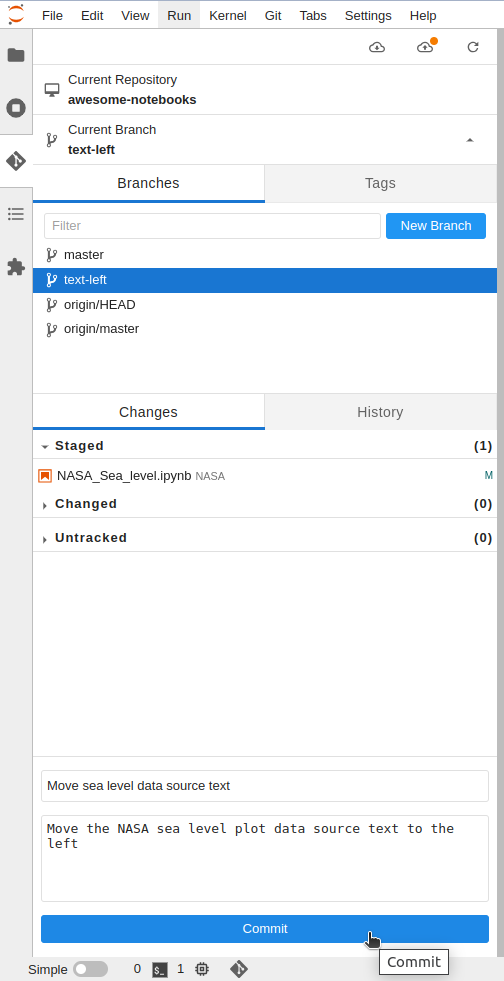 File Edit View Run Kernel Git Tabs Settings Help
Current Repository
awesome-notebooks
Current Branch
text-left
Branches Tags
Filter New Branch
master
text-left
origin/HEAD
origin/master
Changes History
Staged (1)
NASA_Sea_level.ipynb NASA M
Changed (0)
Untracked (0)
Move sea level data source text
Move the NASA sea level plot data source text to the
left
Commit
Commit
Simple 0 $_ 1